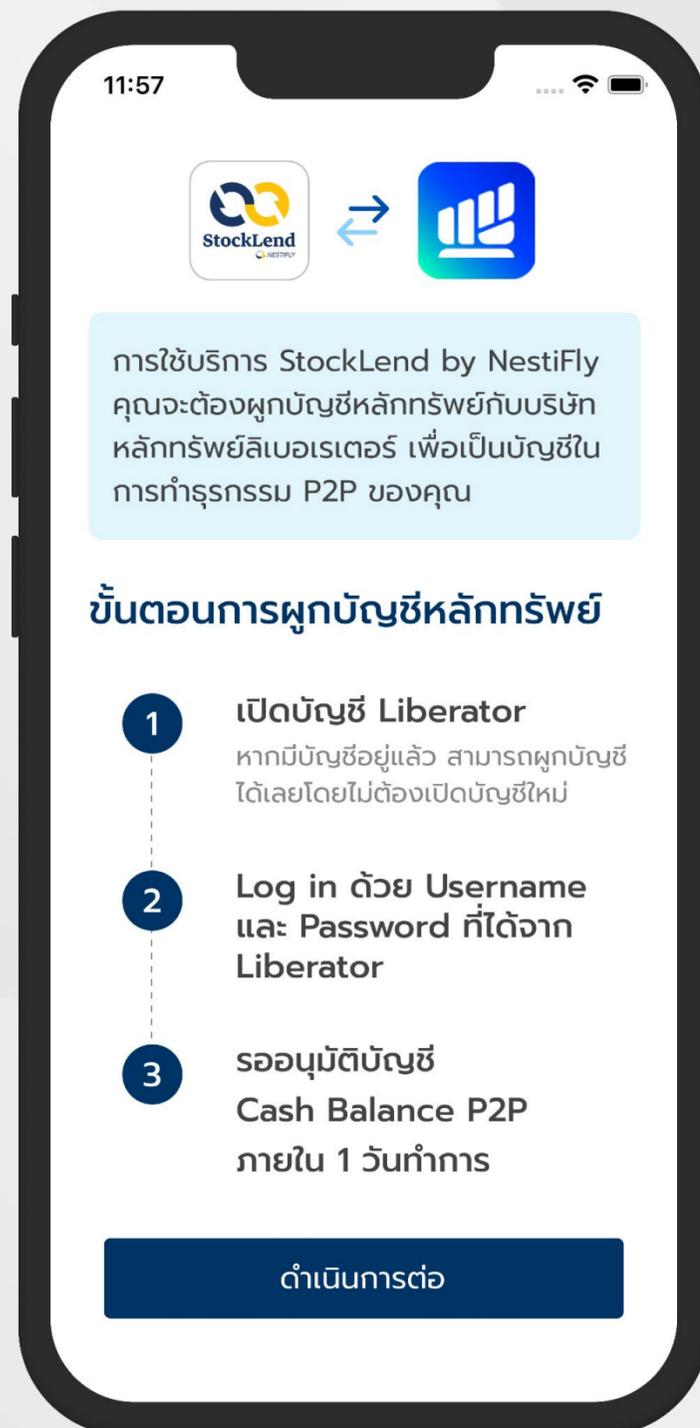 11:57
StockLend
NESTIFLY
การใช้บริการ StockLend by NestiFly
คุณจะต้องผูกบัญชีหลักทรัพย์กับบริษัท
หลักทรัพย์ลิเบอเรเตอร์ เพื่อเป็นบัญชีใน
การทำธุรกรรม P2P ของคุณ
ขั้นตอนการผูกบัญชีหลักทรัพย์
1
เปิดบัญชี Liberator
หากมีบัญชีอยู่แล้ว สามารถผูกบัญชี
ได้เลยโดยไม่ต้องเปิดบัญชีใหม่
2
Log in ด้วย Username
และ Password ที่ได้จาก
Liberator
3
รออนุมัติบัญชี
Cash Balance P2P
ภายใน 1 วันทำการ
ดำเนินการต่อ